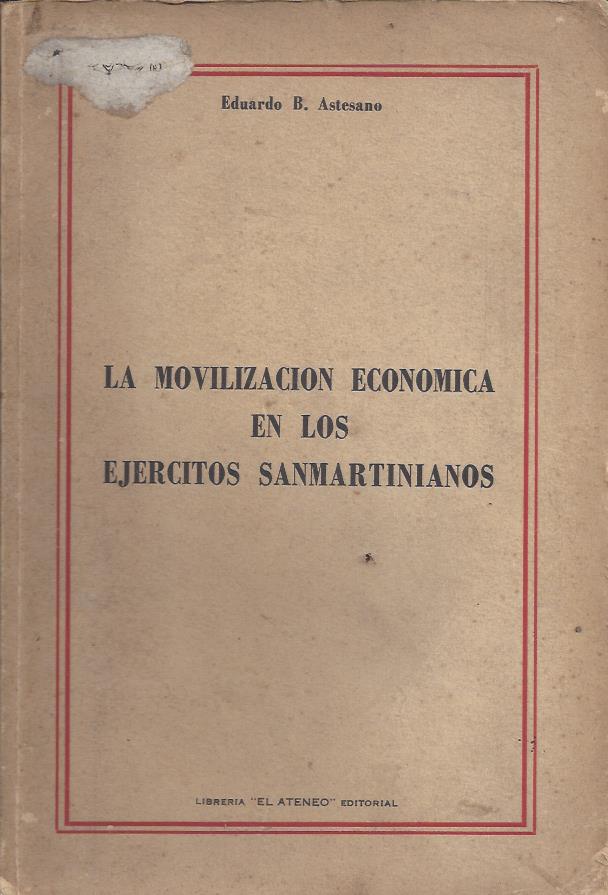 Eduardo B. Astesano
LA MOVILIZACION ECONOMICA
EN LOS
EJERCITOS SANMARTINIANOS
LIBRERIA "EL ATENEO" EDITORIAL